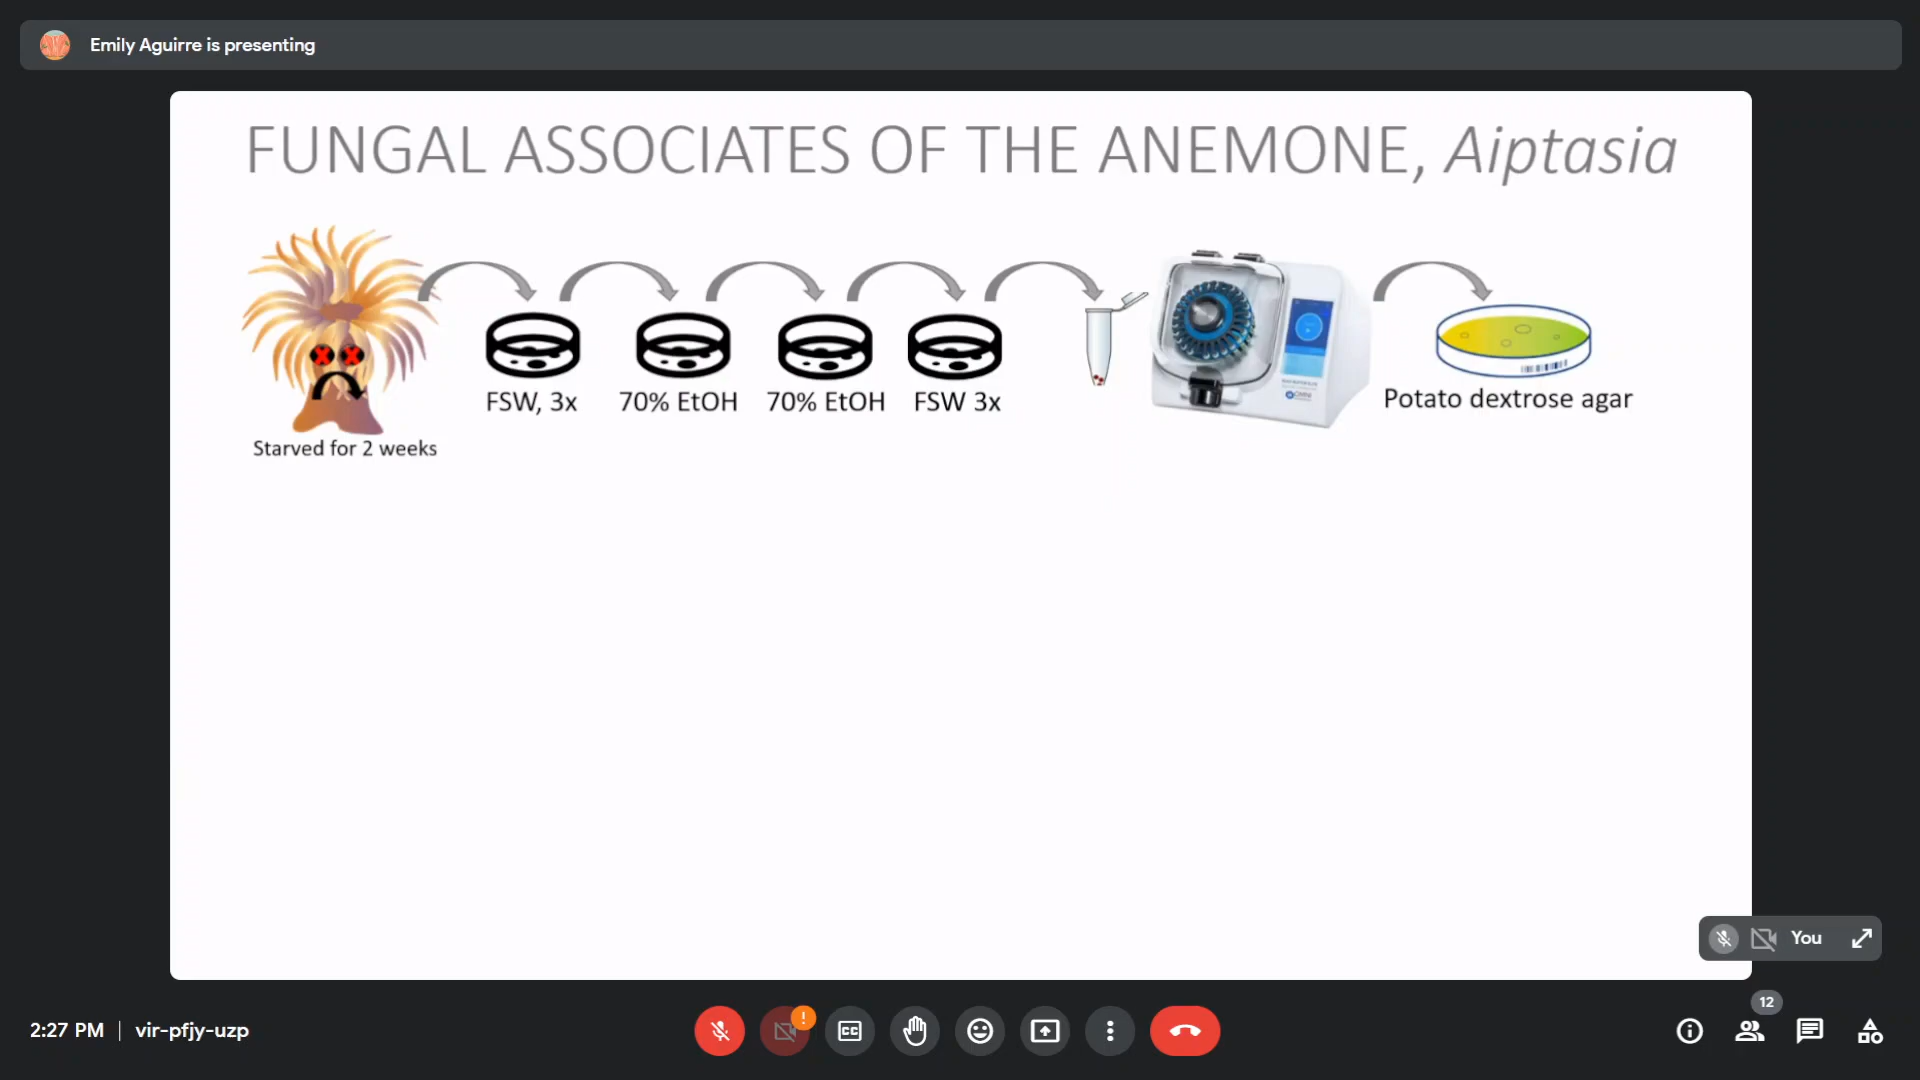 Emily Aguirre is presenting
FUNGAL ASSOCIATES OF THE ANEMONE, Aiptasia
FSW, 3x
70% EtOH
70% EtOH
FSW 3x
Potato dextrose agar
Starved for 2 weeks
You
12
2:27 PM | vir-pfjy-uzp
!
CC